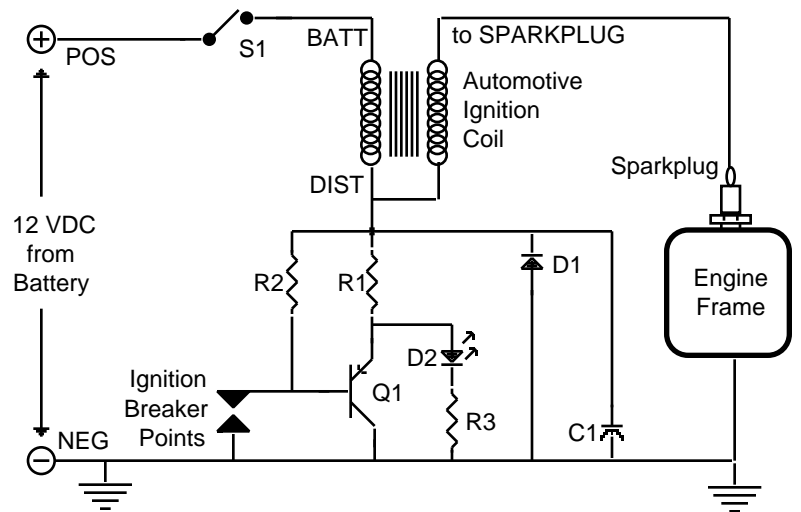 POS
S1
BATT
to SPARKPLUG
Automotive
Ignition
Coil
DIST
Sparkplug
12 VDC
from
Battery
R2
R1
D1
Engine
Frame
D2
Ignition
Breaker
Points
Q1
R3
C1
NEG